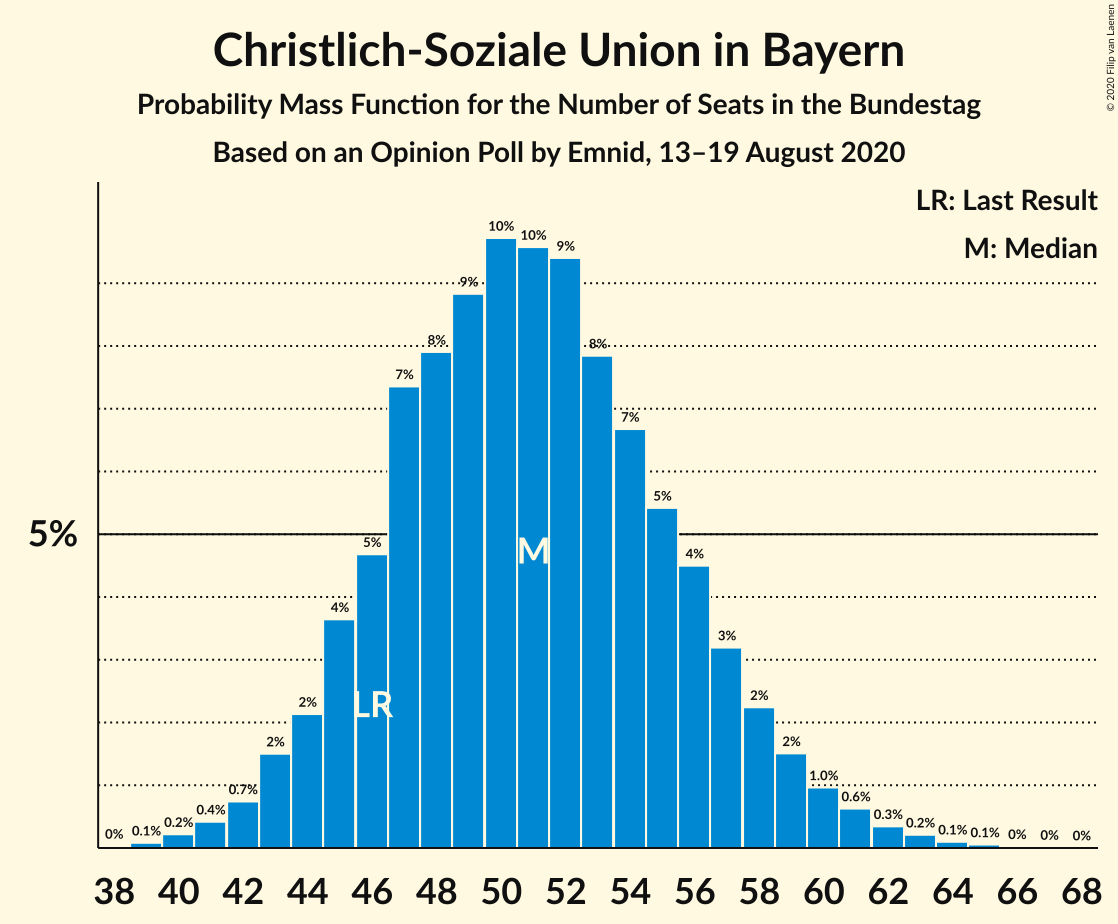 © 2020 Filip van Laenen
Christlich-Soziale Union in Bayern
Probability Mass Function for the Number of Seats in the Bundestag
Based on an Opinion Poll by Emnid, 13–19 August 2020
LR: Last Result
M: Median
5%
0% 0.1% 0.2% 0.4% 0.7% 2% 2% 4% 5% 7% 8% 9% 10% 10% 9% 8% 7% 5% 4% 3% 2% 2% 1.0% 0.6% 0.3% 0.2% 0.1% 0.1% 0% 0% 0%
M
LR
38 40 42 44 46 48 50 52 54 56 58 60 62 64 66 68